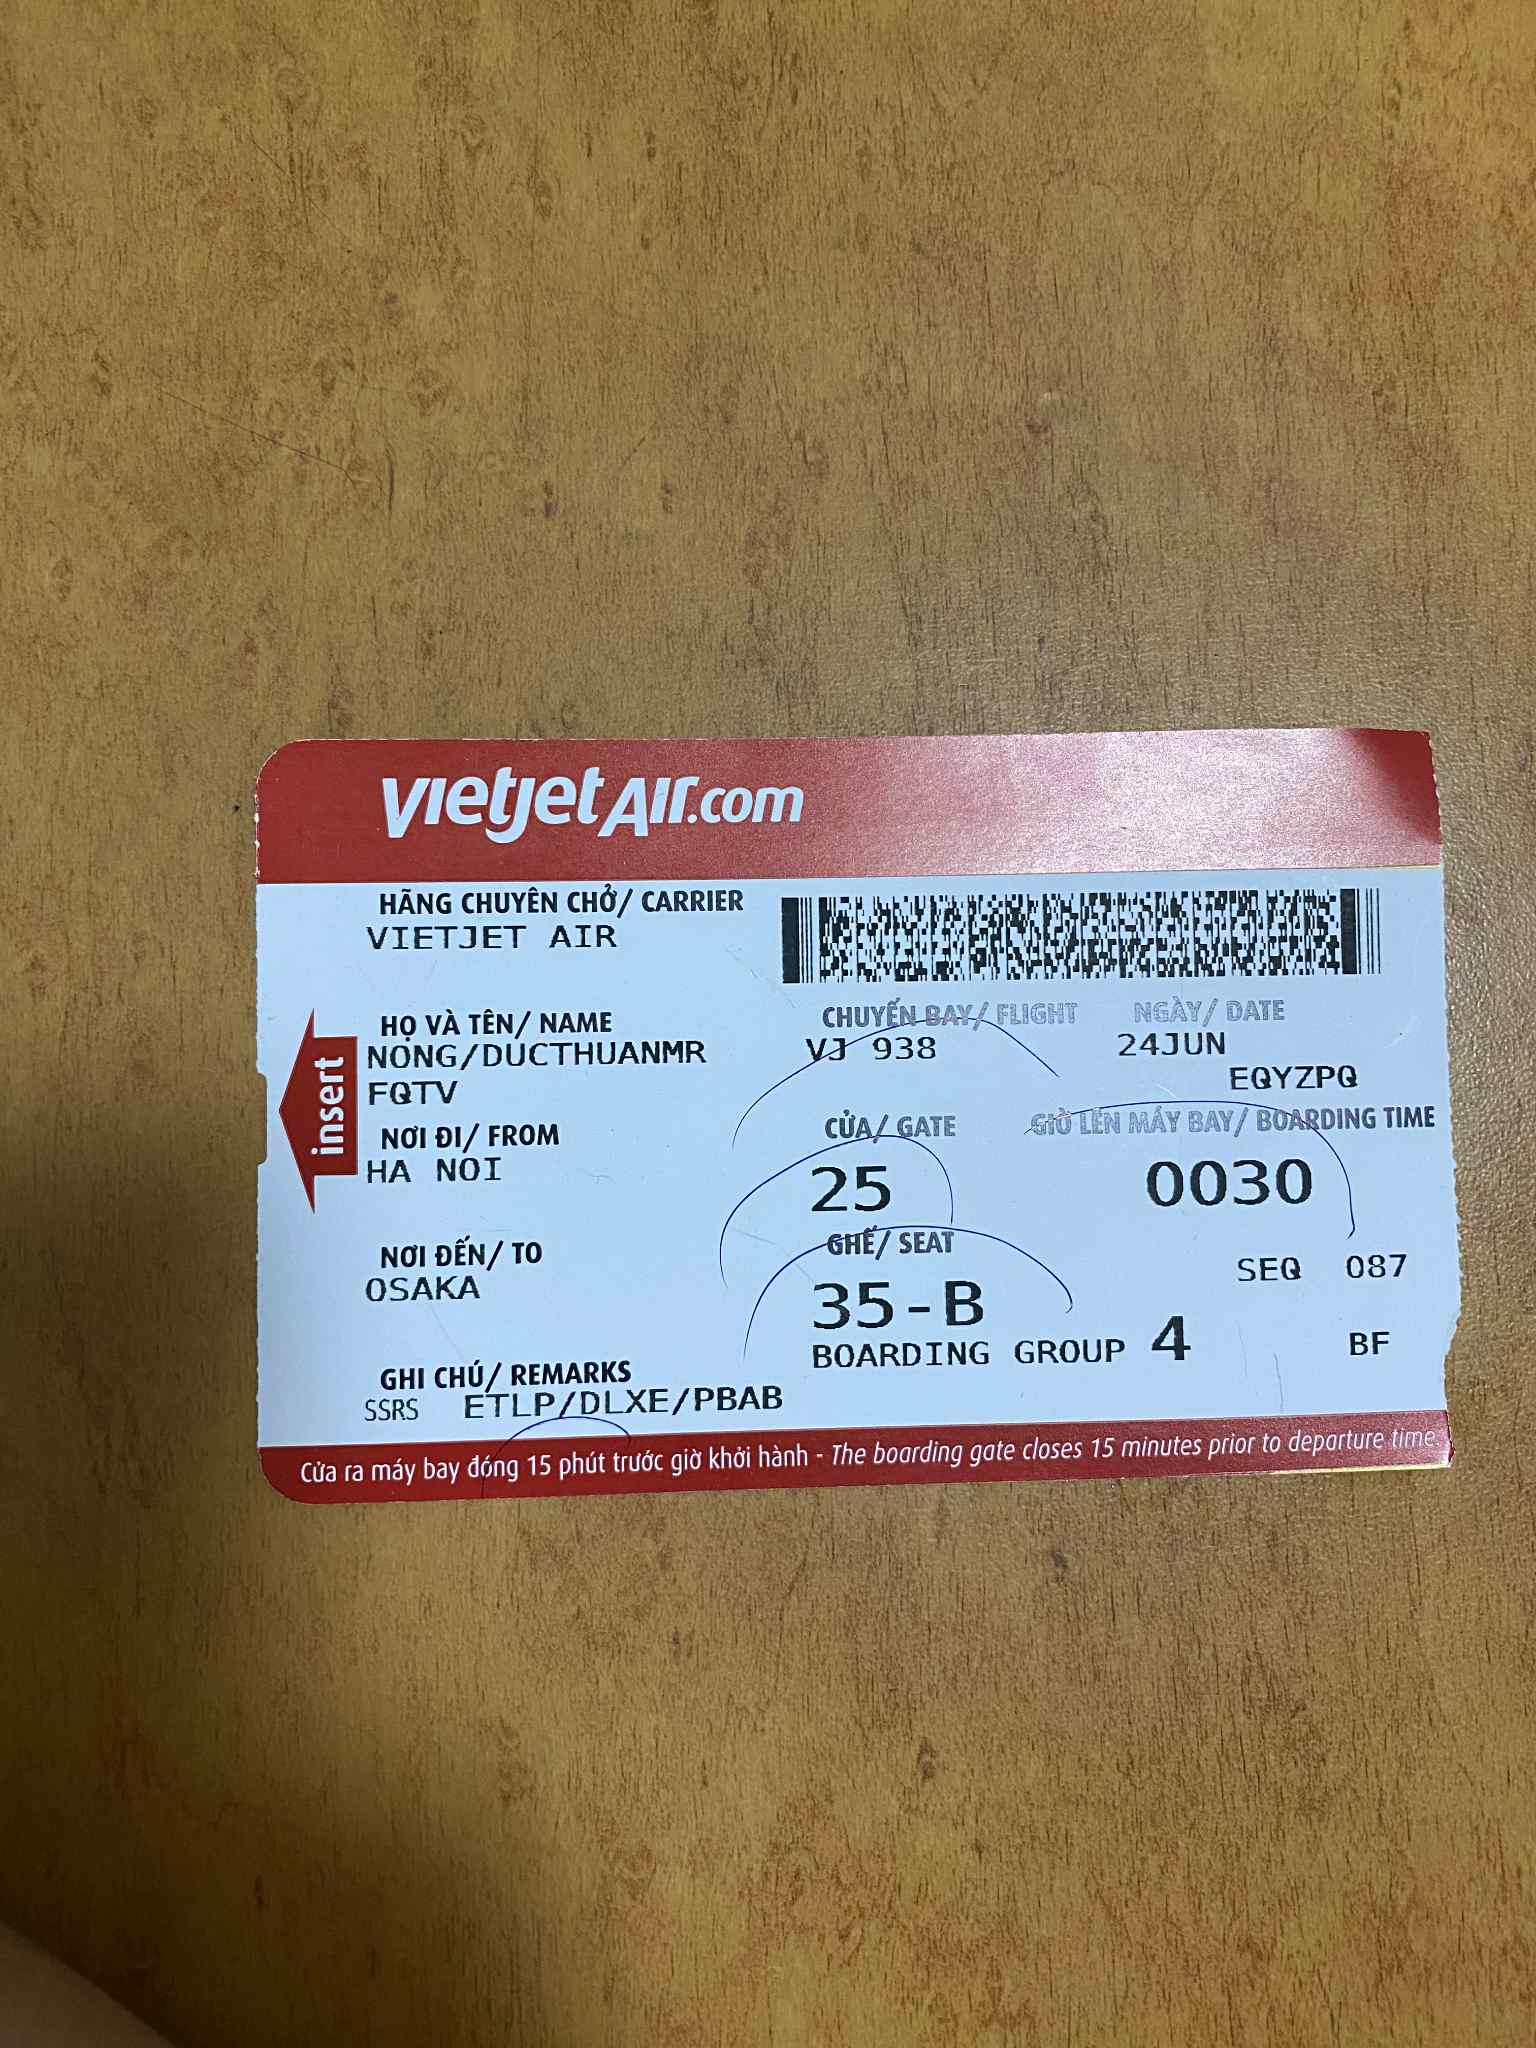 vietjetAir.com
HÃNG CHUYÊN CHỞ/ CARRIER
VIETJET AIR
HỌ VÀ TÊN/ NAME
NONG/DUCTHUANMR
FQTV
CHUYẾN BAY/ FLIGHT
VJ 938
NGÀY/ DATE
24JUN
EQYZPQ
insert
NƠI ĐI/ FROM
HA NOI
CỬA/ GATE
25
GIỜ LÊN MÁY BAY/ BOARDING TIME
0030
NƠI ĐẾN/ TO
OSAKA
GHẾ/ SEAT
35-B
SEQ 087
BOARDING GROUP 4
BF
GHI CHÚ/ REMARKS
SSRS ETLP/DLXE/PBAB
Cửa ra máy bay đóng 15 phút trước giờ khởi hành - The boarding gate closes 15 minutes prior to departure time